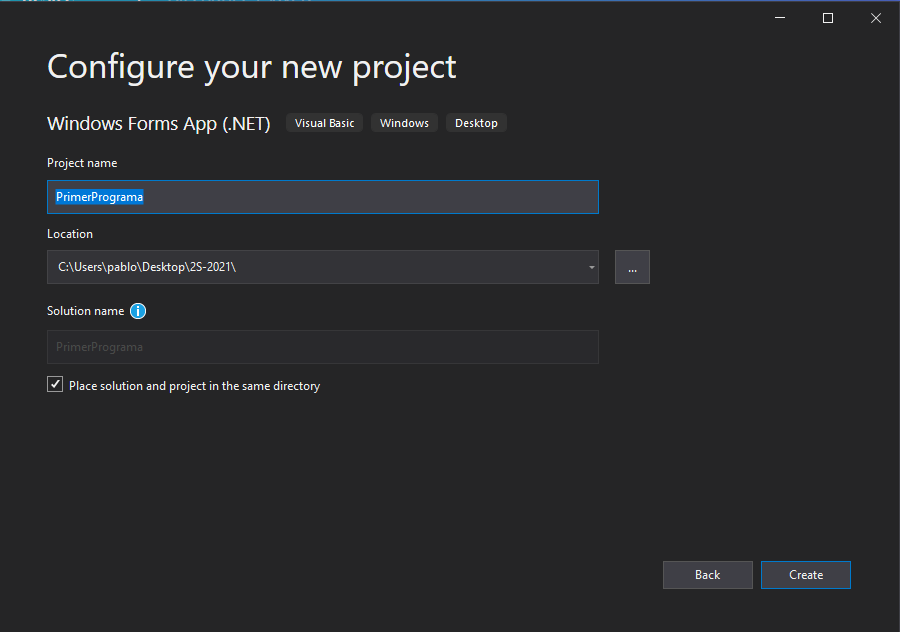 Configure your new project
Windows Forms App (.NET) Visual Basic Windows Desktop
Project name
PrimerPrograma
Location
C:\Users\pablo\Desktop\2S-2021\
...
Solution name
PrimerPrograma
Place solution and project in the same directory
Back Create